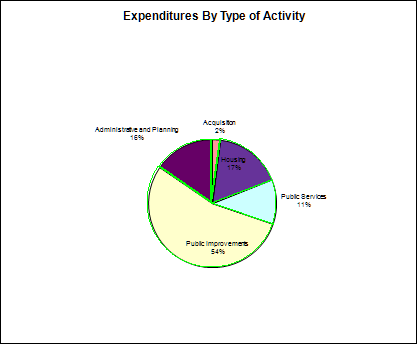 Expenditures By Type of Activity
Acquisition
2%
Administrative and Planning
16%
Housing
17%
Public Services
11%
Public Improvements
54%